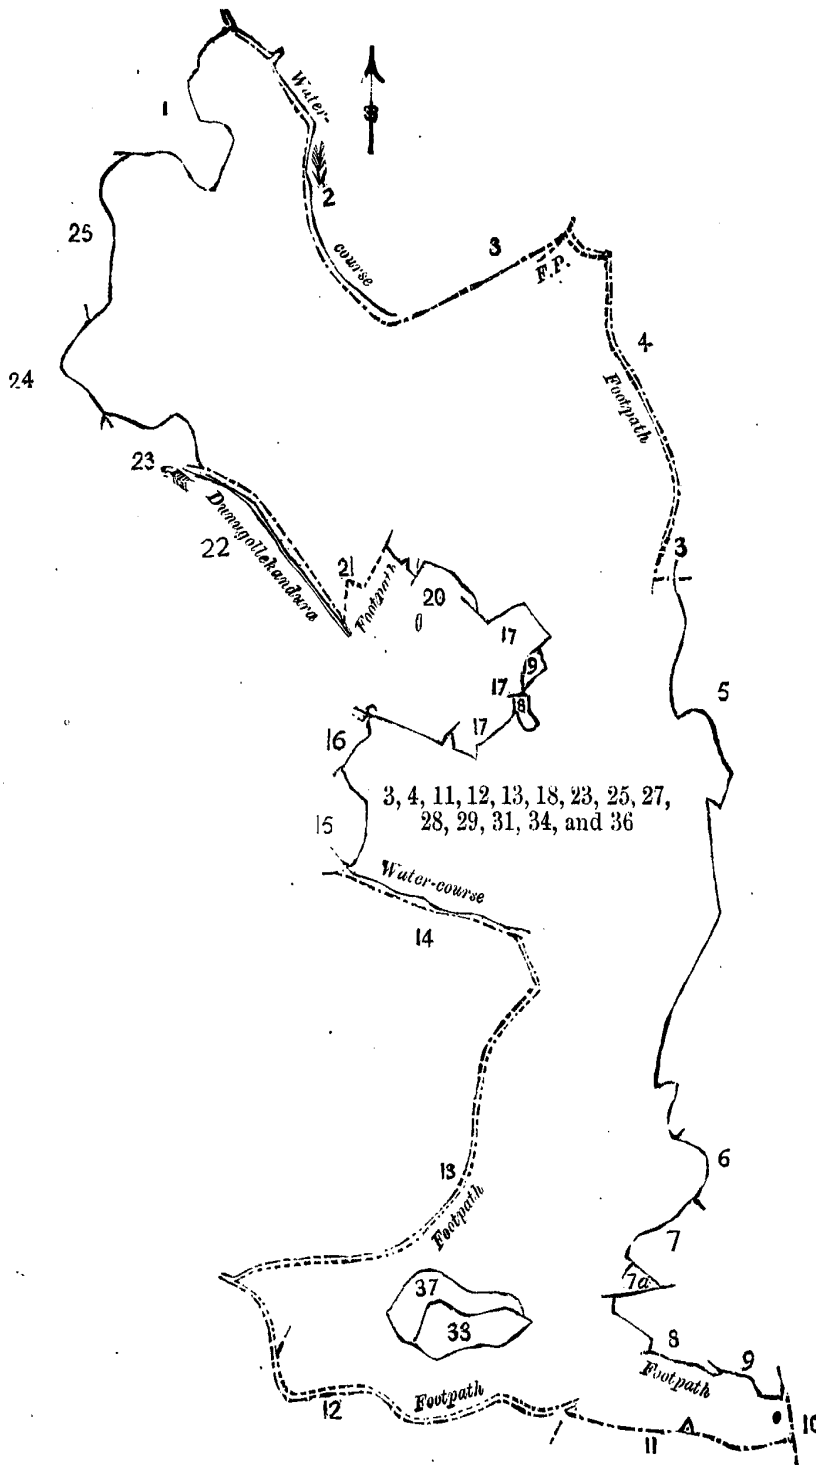 1
Water-
2
course
3
F.P.
4
Footpath
25
24
23
22
Dunugollekandura
21
Footpath
20
3
17
9
17
18
17
5
16
3, 4, 11, 12, 13, 18, 23, 25, 27,
28, 29, 31, 34, and 36
15
Water-course
14
13
Footpath
6
7
7a
37
33
8
9
Footpath
12
Footpath
11
10